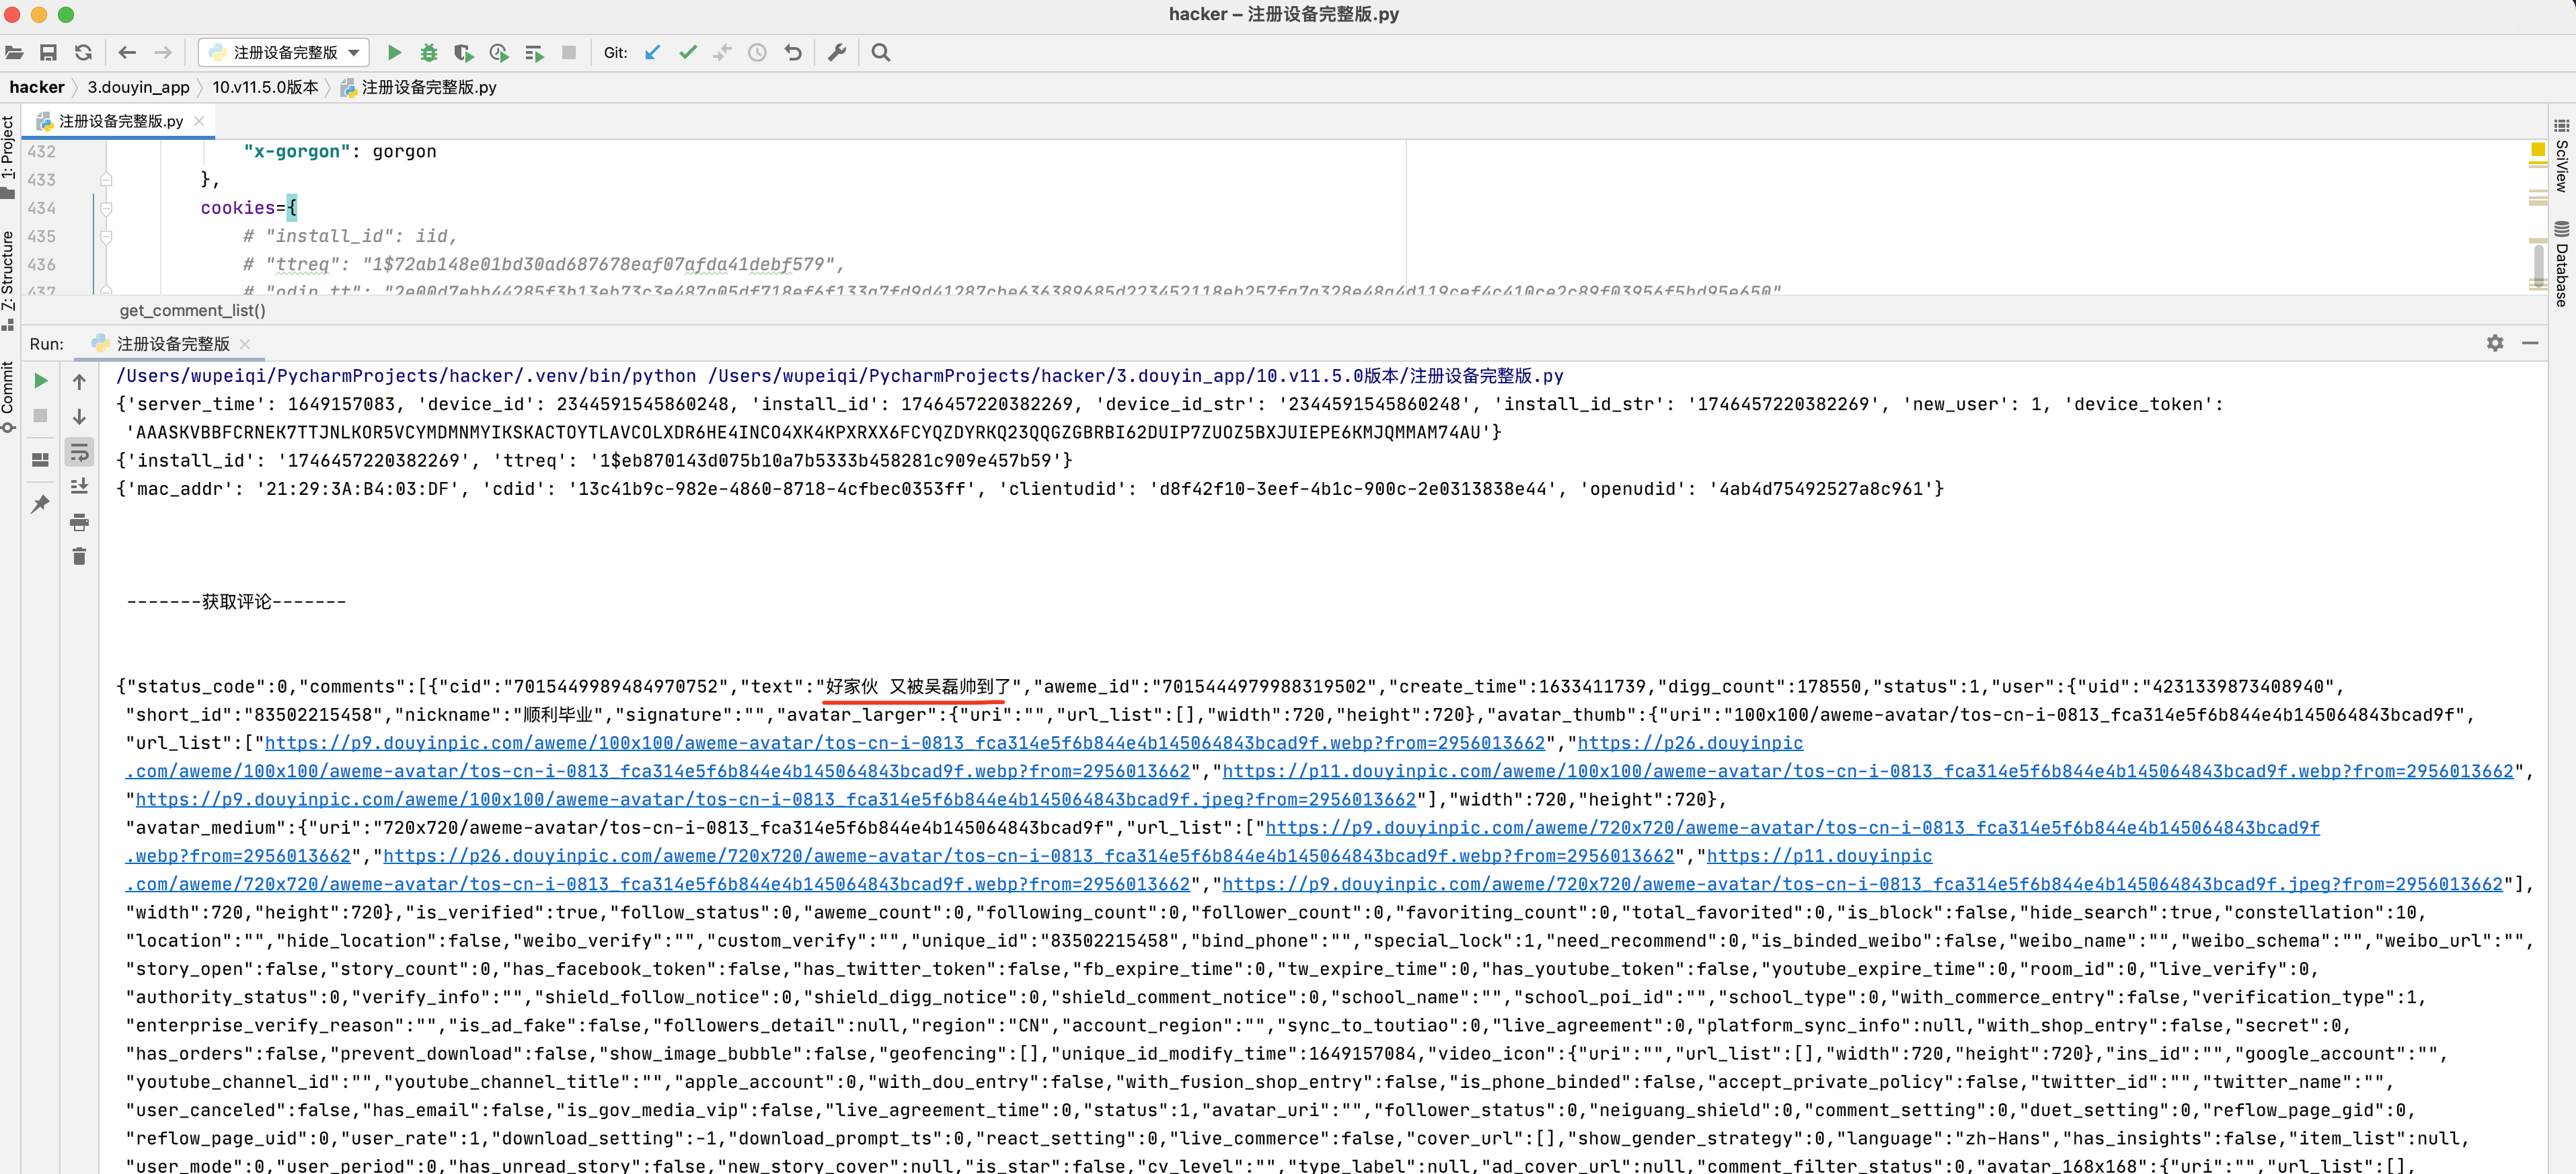 hacker – 注册设备完整版.py
注册设备完整版
Git:
hacker 〉 3.douyin_app 〉 10.v11.5.0版本 〉 注册设备完整版.py
注册设备完整版.py
1: Project
Z: Structure
Commit
SciView
Database
432 "x-gorgon": gorgon
433 },
434 cookies={
435 # "install_id": iid,
436 # "ttreq": "1$72ab148e01bd30ad687678eaf07afda41debf579",
437 # "odin_tt": "2e00d7ebb44285f3b13eb73c3e487a05df718ef6f133a7fd9d41287cbe636389685d223452118eb257fa7a328e48a4d119cef4c410ce2c89f03956f5bd95e650"
get_comment_list()
Run: 注册设备完整版
/Users/wupeiqi/PycharmProjects/hacker/.venv/bin/python /Users/wupeiqi/PycharmProjects/hacker/3.douyin_app/10.v11.5.0版本/注册设备完整版.py
{'server_time': 1649157083, 'device_id': 2344591545860248, 'install_id': 1746457220382269, 'device_id_str': '2344591545860248', 'install_id_str': '1746457220382269', 'new_user': 1, 'device_token':
'AAASKVBBFCRNEK7TTJNLKOR5VCYMDMNMYIKSKACTOYTLAVCOLXDR6HE4INCO4XK4KPXRXX6FCYQZDYRKQ23QQGZGBRBI62DUIP7ZUOZ5BXJUIEPE6KMJQMMAM74AU'}
{'install_id': '1746457220382269', 'ttreq': '1$eb870143d075b10a7b5333b458281c909e457b59'}
{'mac_addr': '21:29:3A:B4:03:DF', 'cdid': '13c41b9c-982e-4860-8718-4cfbec0353ff', 'clientudid': 'd8f42f10-3eef-4b1c-900c-2e0313838e44', 'openudid': '4ab4d75492527a8c961'}
-------获取评论-------
{"status_code":0,"comments":[{"cid":"7015449989484970752","text":"好家伙 又被吴磊帅到了","aweme_id":"7015444979988319502","create_time":1633411739,"digg_count":178550,"status":1,"user":{"uid":"4231339873408940",
"short_id":"83502215458","nickname":"顺利毕业","signature":"","avatar_larger":{"uri":"","url_list":[],"width":720,"height":720},"avatar_thumb":{"uri":"100x100/aweme-avatar/tos-cn-i-0813_fca314e5f6b844e4b145064843bcad9f",
"url_list":["https://p9.douyinpic.com/aweme/100x100/aweme-avatar/tos-cn-i-0813_fca314e5f6b844e4b145064843bcad9f.webp?from=2956013662","https://p26.douyinpic
.com/aweme/100x100/aweme-avatar/tos-cn-i-0813_fca314e5f6b844e4b145064843bcad9f.webp?from=2956013662","https://p11.douyinpic.com/aweme/100x100/aweme-avatar/tos-cn-i-0813_fca314e5f6b844e4b145064843bcad9f.webp?from=2956013662",
"https://p9.douyinpic.com/aweme/100x100/aweme-avatar/tos-cn-i-0813_fca314e5f6b844e4b145064843bcad9f.jpeg?from=2956013662"],"width":720,"height":720},
"avatar_medium":{"uri":"720x720/aweme-avatar/tos-cn-i-0813_fca314e5f6b844e4b145064843bcad9f","url_list":["https://p9.douyinpic.com/aweme/720x720/aweme-avatar/tos-cn-i-0813_fca314e5f6b844e4b145064843bcad9f
.webp?from=2956013662","https://p26.douyinpic.com/aweme/720x720/aweme-avatar/tos-cn-i-0813_fca314e5f6b844e4b145064843bcad9f.webp?from=2956013662","https://p11.douyinpic
.com/aweme/720x720/aweme-avatar/tos-cn-i-0813_fca314e5f6b844e4b145064843bcad9f.webp?from=2956013662","https://p9.douyinpic.com/aweme/720x720/aweme-avatar/tos-cn-i-0813_fca314e5f6b844e4b145064843bcad9f.jpeg?from=2956013662"],
"width":720,"height":720},"is_verified":true,"follow_status":0,"aweme_count":0,"following_count":0,"follower_count":0,"favoriting_count":0,"total_favorited":0,"is_block":false,"hide_search":true,"constellation":10,
"location":"","hide_location":false,"weibo_verify":"","custom_verify":"","unique_id":"83502215458","bind_phone":"","special_lock":1,"need_recommend":0,"is_binded_weibo":false,"weibo_name":"","weibo_schema":"","weibo_url":"",
"story_open":false,"story_count":0,"has_facebook_token":false,"has_twitter_token":false,"fb_expire_time":0,"tw_expire_time":0,"has_youtube_token":false,"youtube_expire_time":0,"room_id":0,"live_verify":0,
"authority_status":0,"verify_info":"","shield_follow_notice":0,"shield_digg_notice":0,"shield_comment_notice":0,"school_name":"","school_poi_id":"","school_type":0,"with_commerce_entry":false,"verification_type":1,
"enterprise_verify_reason":"","is_ad_fake":false,"followers_detail":null,"region":"CN","account_region":"","sync_to_toutiao":0,"live_agreement":0,"platform_sync_info":null,"with_shop_entry":false,"secret":0,
"has_orders":false,"prevent_download":false,"show_image_bubble":false,"geofencing":[],"unique_id_modify_time":1649157084,"video_icon":{"uri":"","url_list":[],"width":720,"height":720},"ins_id":"","google_account":"",
"youtube_channel_id":"","youtube_channel_title":"","apple_account":0,"with_dou_entry":false,"with_fusion_shop_entry":false,"is_phone_binded":false,"accept_private_policy":false,"twitter_id":"","twitter_name":"",
"user_canceled":false,"has_email":false,"is_gov_media_vip":false,"live_agreement_time":0,"status":1,"avatar_uri":"","follower_status":0,"neiguang_shield":0,"comment_setting":0,"duet_setting":0,"reflow_page_gid":0,
"reflow_page_uid":0,"user_rate":1,"download_setting":-1,"download_prompt_ts":0,"react_setting":0,"live_commerce":false,"cover_url":[],"show_gender_strategy":0,"language":"zh-Hans","has_insights":false,"item_list":null,
"user_mode":0,"user_period":0,"has_unread_story":false,"new_story_cover":null,"is_star":false,"cv_level":"","type_label":null,"ad_cover_url":null,"comment_filter_status":0,"avatar_168x168":{"uri":"","url_list":[],